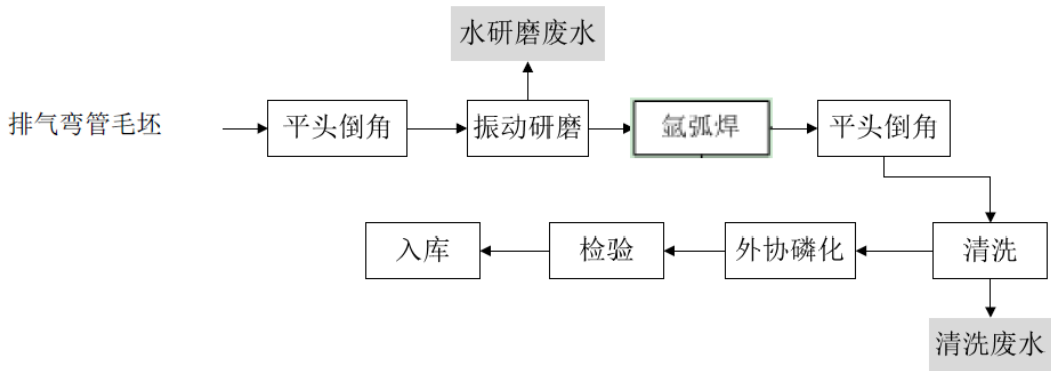 水研磨废水
排气弯管毛坯
平头倒角
振动研磨
氩弧焊
平头倒角
入库
检验
外协磷化
清洗
清洗废水